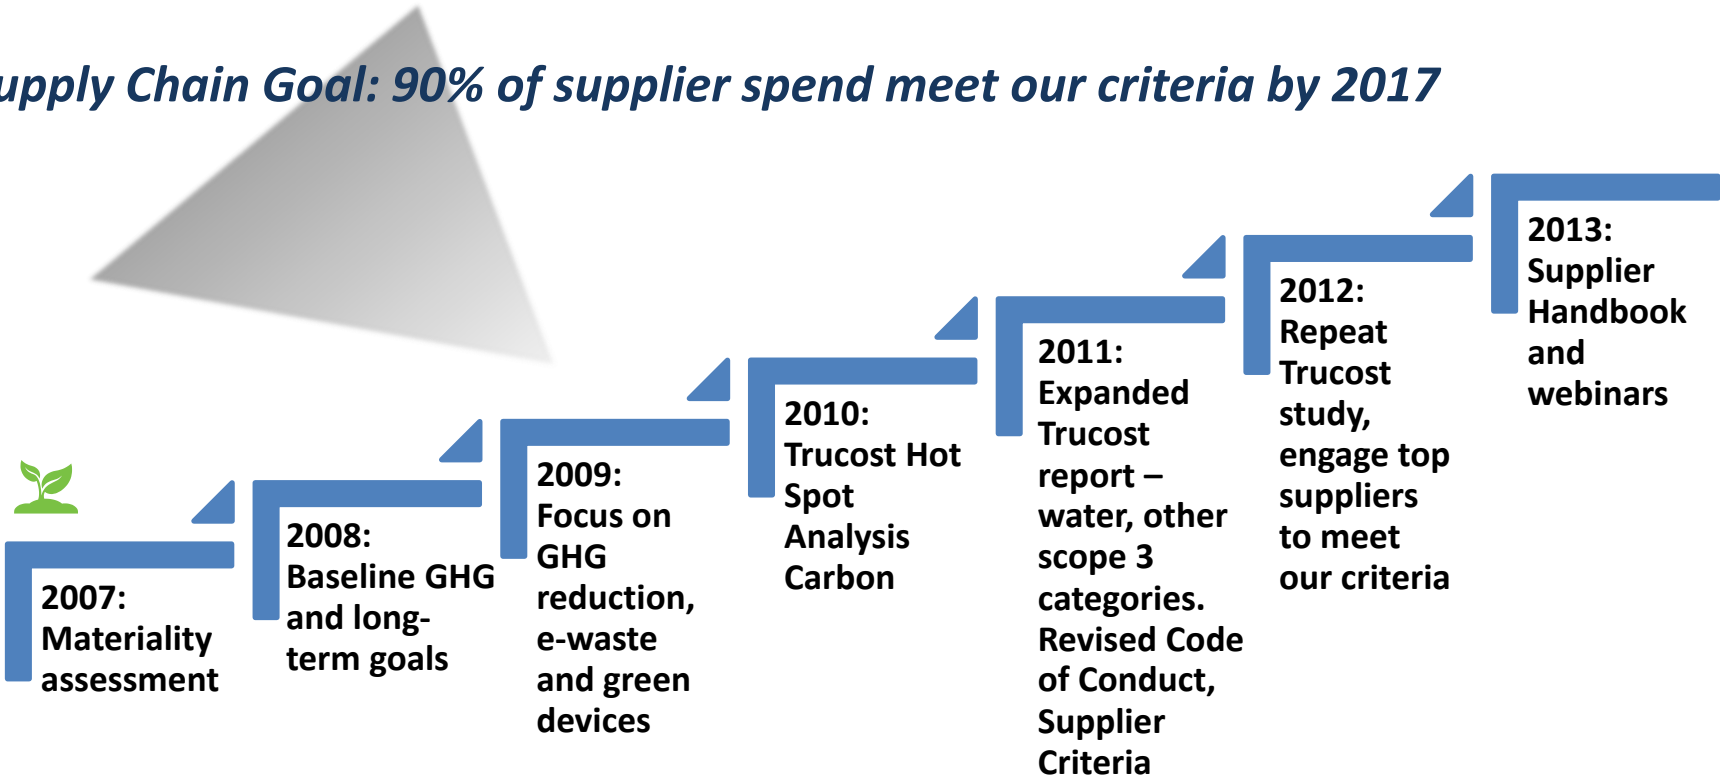 upply Chain Goal: 90% of supplier spend meet our criteria by 2017
2007:
Materiality
assessment
2008:
Baseline GHG
and long-
term goals
2009:
Focus on
GHG
reduction,
e-waste
and green
devices
2010:
Trucost Hot
Spot
Analysis
Carbon
2011:
Expanded
Trucost
report –
water, other
scope 3
categories.
Revised Code
of Conduct,
Supplier
Criteria
2012:
Repeat
Trucost
study,
engage top
suppliers
to meet
our criteria
2013:
Supplier
Handbook
and
webinars